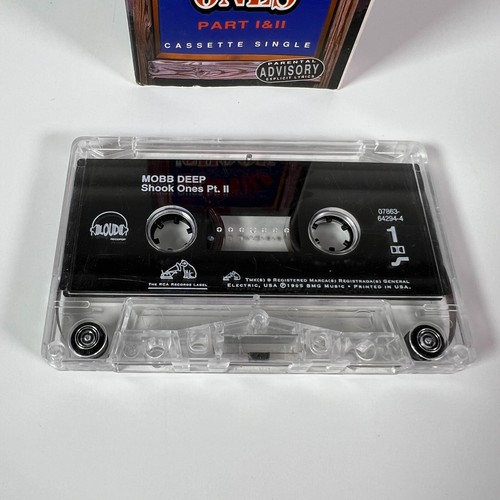 ONES
PART I&II
CASSETTE SINGLE
PARENTAL
ADVISORY
EXPLICIT LYRICS
MOBB DEEP
Shook Ones Pt. II
LOUD
07863-
64294-4
1
The RCA Records Label
TM(s) ® Registered Marca(s) Registrada(s) General
Electric, USA ℗ 1995 BMG Music • Printed in USA.